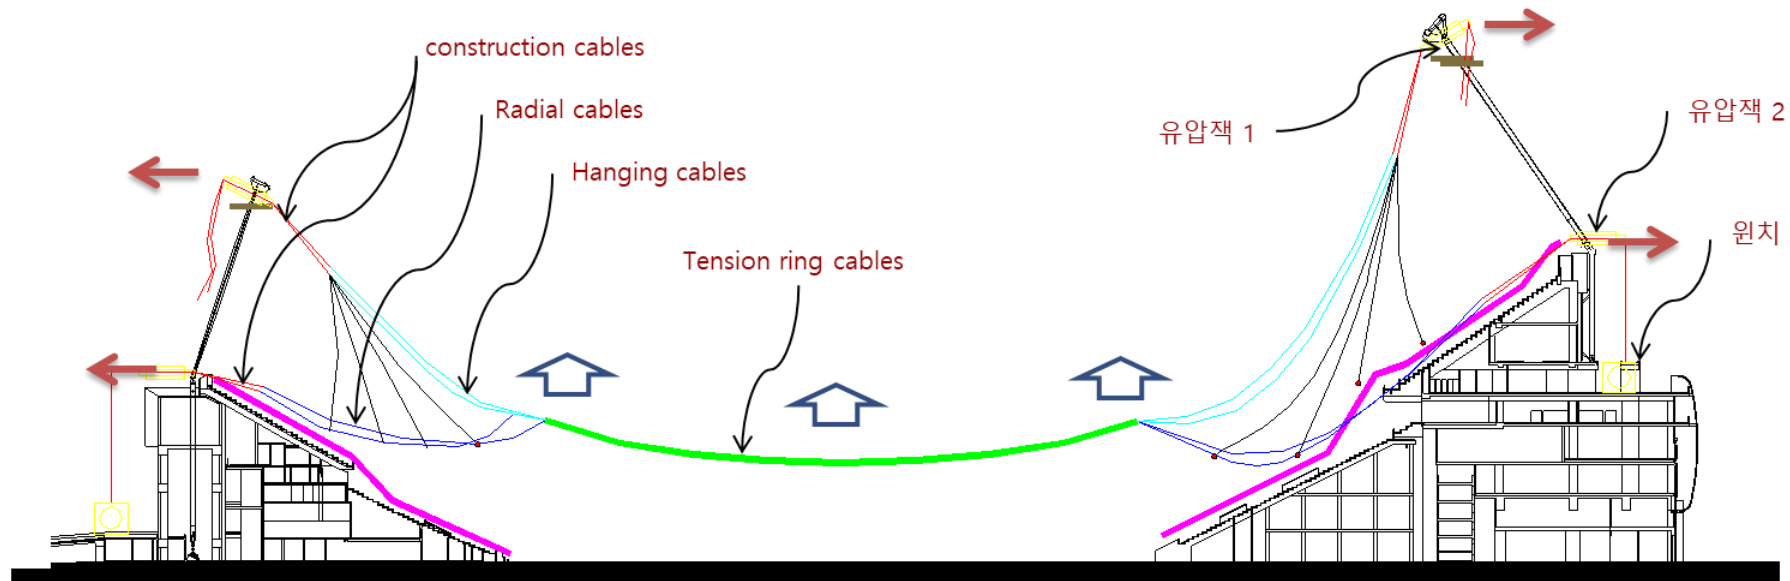 construction cables
Radial cables
Hanging cables
Tension ring cables
유압잭 1
유압잭 2
윈치